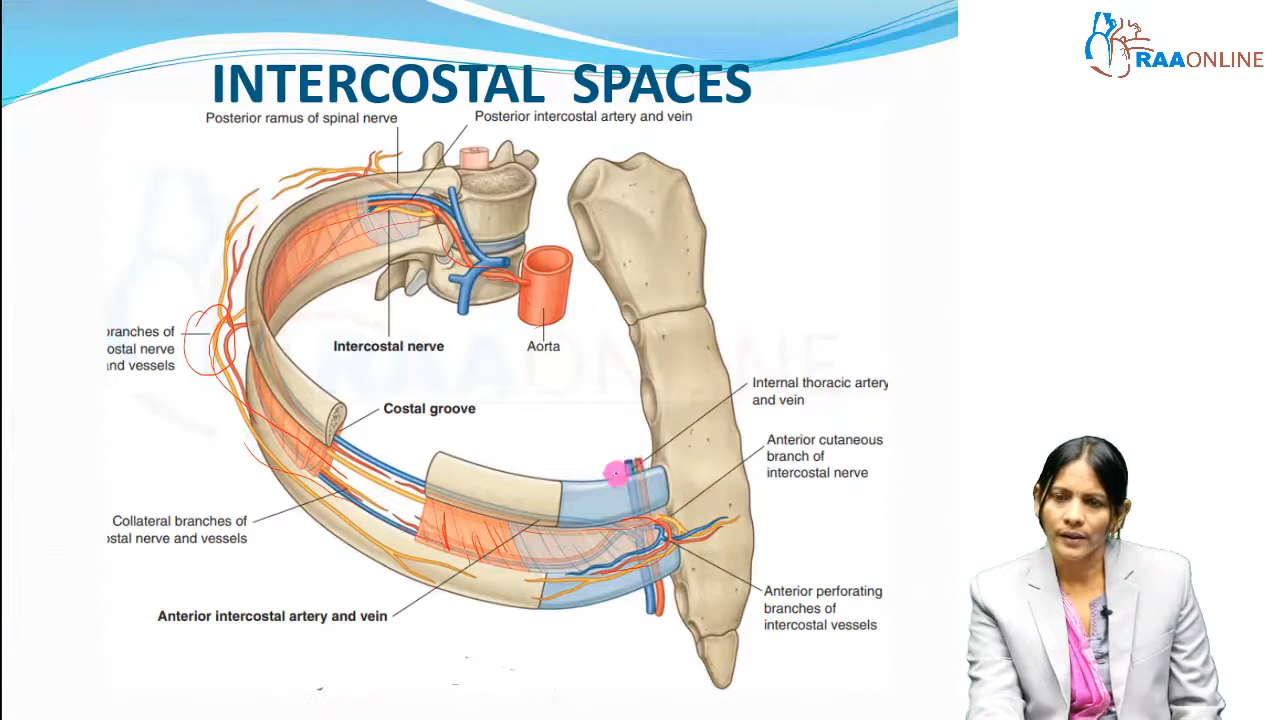 RAAONLINE
INTERCOSTAL SPACES
Posterior ramus of spinal nerve
Posterior intercostal artery and vein
ranches of
ostal nerve
and vessels
Intercostal nerve
Aorta
Costal groove
Internal thoracic artery
and vein
Anterior cutaneous
branch of
intercostal nerve
Collateral branches of
ostal nerve and vessels
Anterior intercostal artery and vein
Anterior perforating
branches of
intercostal vessels
RAAONLINE